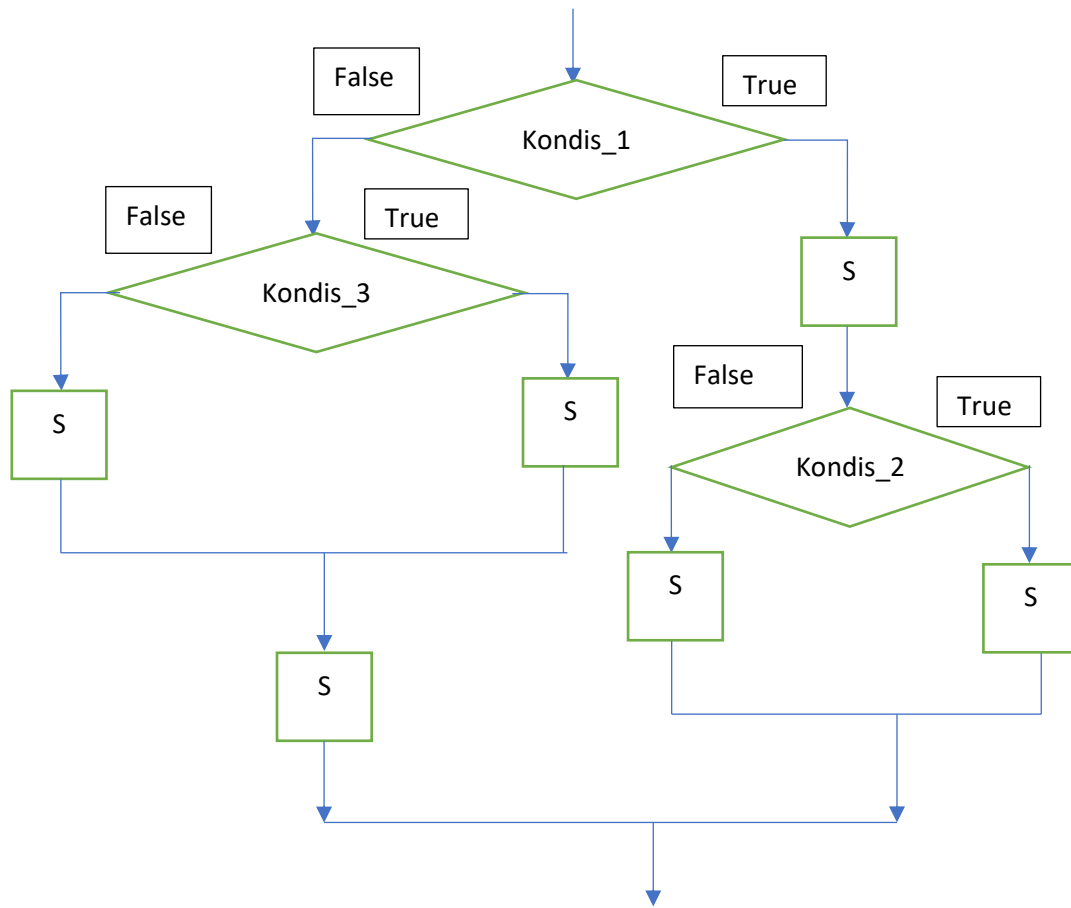 False
True
Kondis_1
False
True
S
Kondis_3
False
True
S
S
Kondis_2
S
S
S